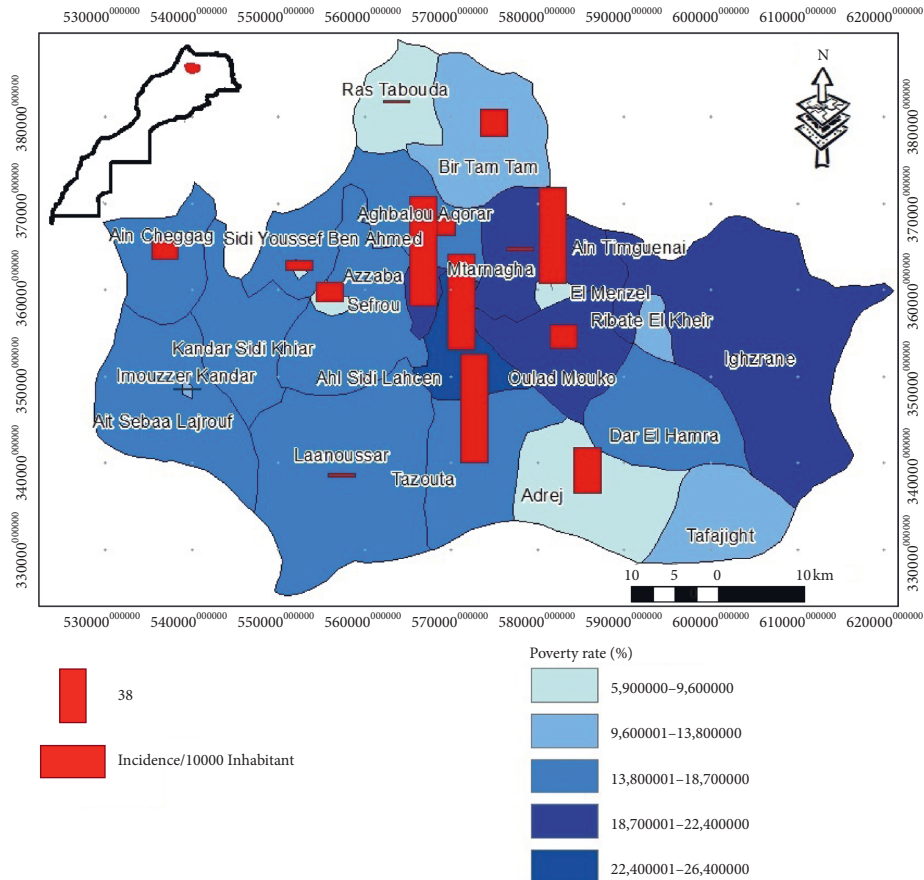 530000000000 540000000000 550000000000 560000000000 570000000000 580000000000 590000000000 600000000000 610000000000 620000000000
N
380000000000
370000000000
360000000000
350000000000
340000000000
330000000000
Ras Tabouda
Bir Tam Tam
Aghbalou Aqorar
Ain Cheggag
Sidi Youssef Ben Ahmed
Ain Timguenai
Azzaba
Mtarnagha
El Menzel
Sefrou
Ribate El Kheir
Kandar Sidi Khiar
Ighzrane
Imouzzer Kandar
Ahl Sidi Lahcen
Oulad Mouko
Ait Sebaa Lajrouf
Dar El Hamra
Laanoussar
Tazouta
Adrej
Tafajight
380000000000
370000000000
360000000000
350000000000
340000000000
330000000000
10 5 0 10 km
530000000000 540000000000 550000000000 560000000000 570000000000 580000000000 590000000000 600000000000 610000000000 620000000000
38
Incidence/10000 Inhabitant
Poverty rate (%)
5,900000–9,600000
9,600001–13,800000
13,800001–18,700000
18,700001–22,400000
22,400001–26,400000